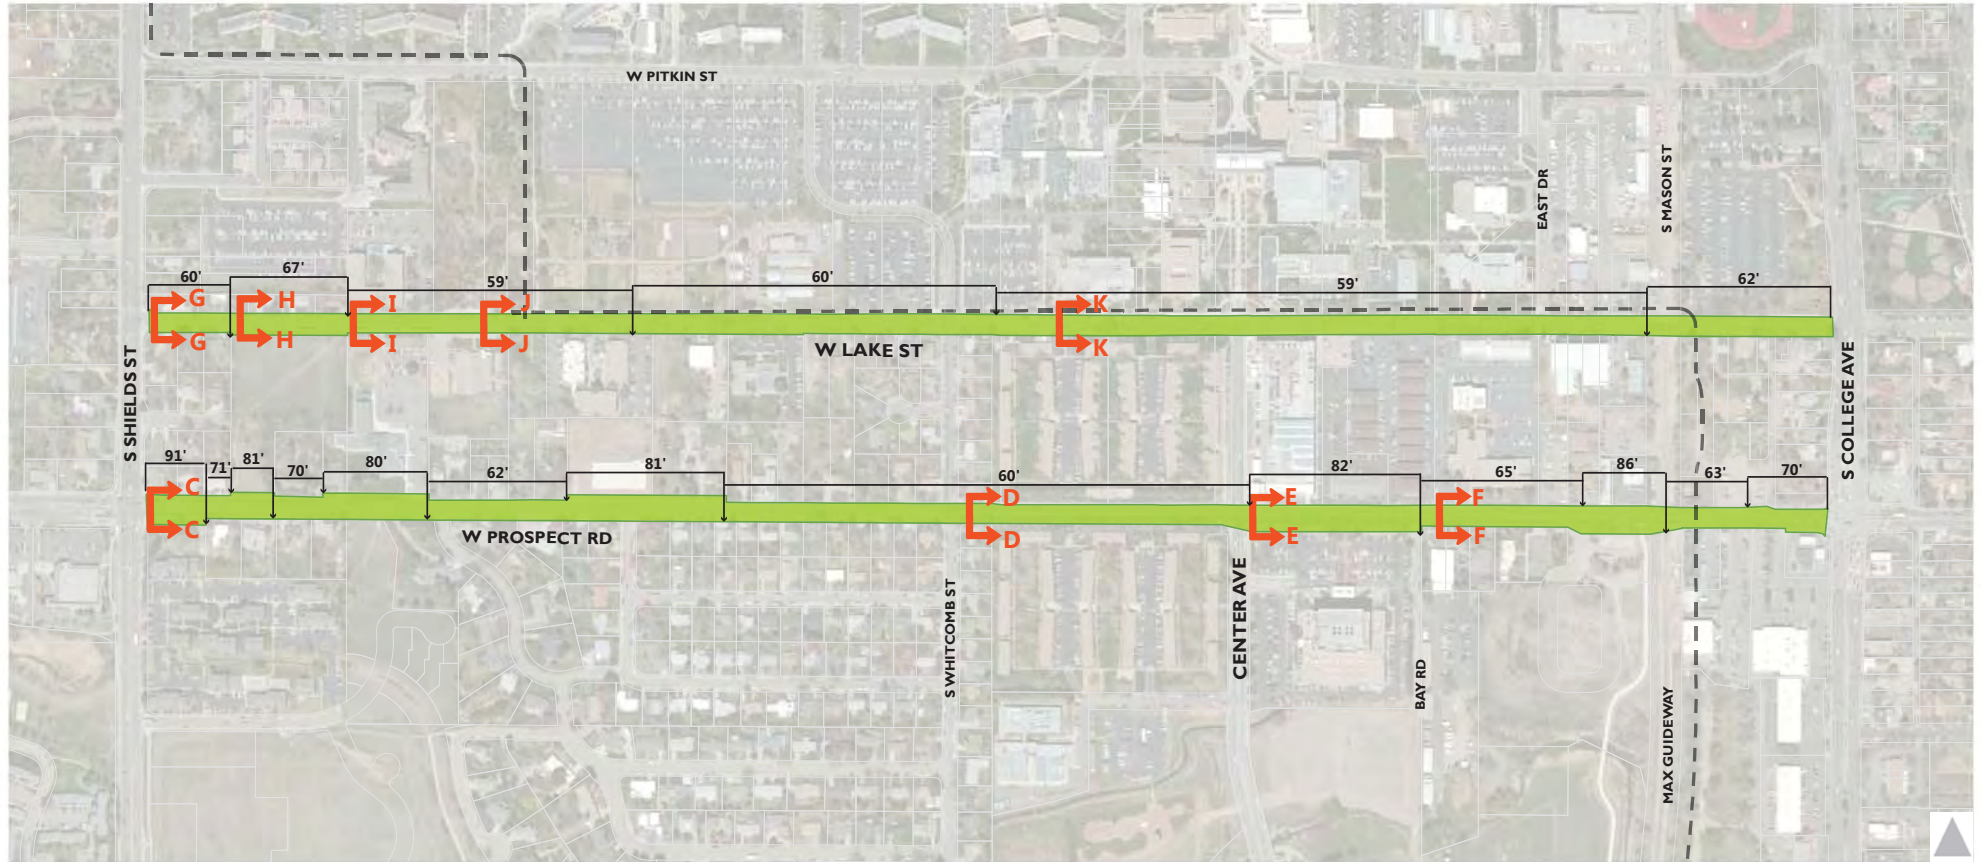 W PITKIN ST
EAST DR
S MASON ST
67'
60'
59'
60'
59'
62'
G
H
I
J
K
G
H
I
J
K
W LAKE ST
S SHIELDS ST
S COLLEGE AVE
91'
71'
81'
70'
80'
62'
81'
60'
82'
65'
86'
63'
70'
C
D
E
F
C
D
E
F
W PROSPECT RD
S WHITCOMB ST
CENTER AVE
BAY RD
MAX GUIDEWAY